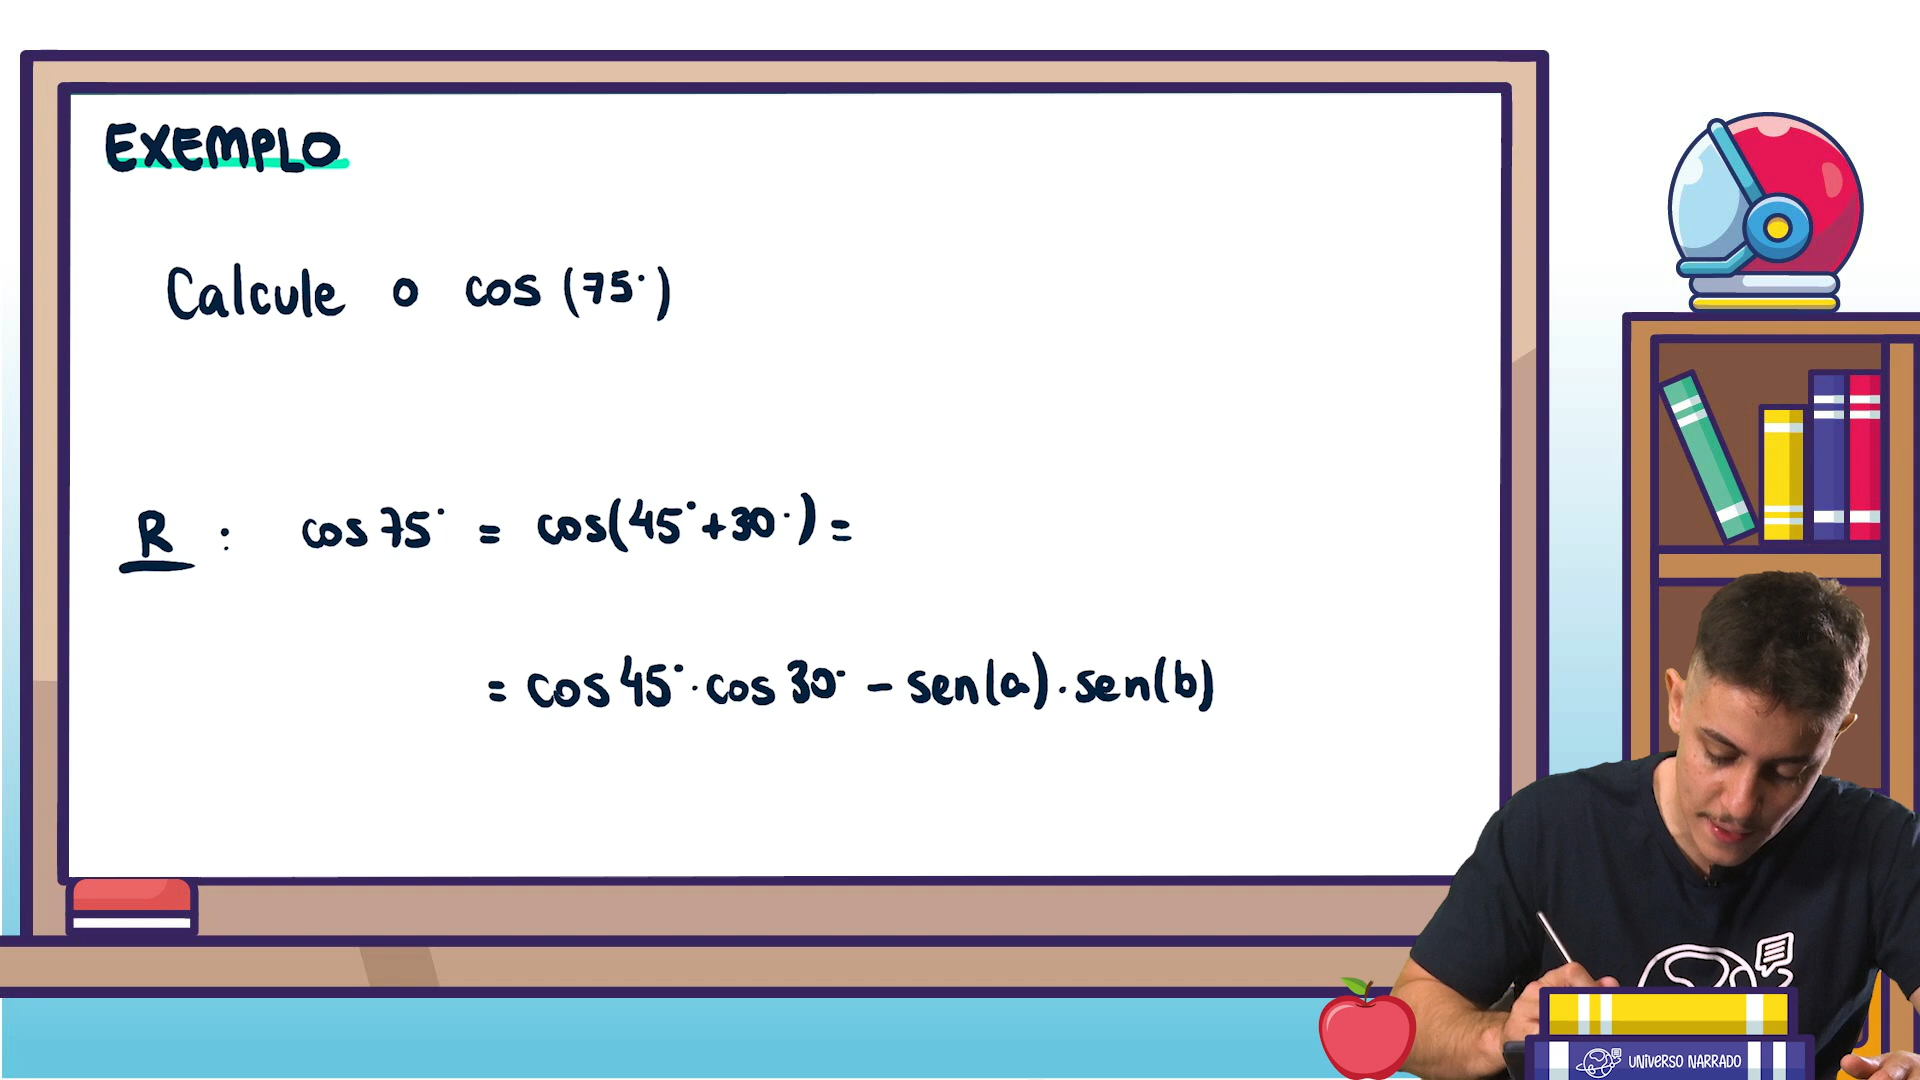 EXEMPLO
Calcule o cos (75°)
R : cos 75° = cos(45°+30°) =
= cos 45° · cos 30° - sen(a) · sen(b)
UNIVERSO NARRADO